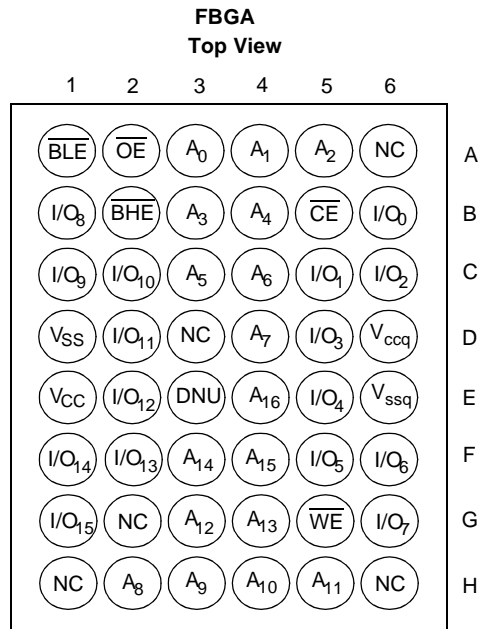 FBGA
Top View
1 2 3 4 5 6
BLE OE A0 A1 A2 NC A
I/O8 BHE A3 A4 CE I/O0 B
I/O9 I/O10 A5 A6 I/O1 I/O2 C
VSS I/O11 NC A7 I/O3 Vccq D
VCC I/O12 DNU A16 I/O4 Vssq E
I/O14 I/O13 A14 A15 I/O5 I/O6 F
I/O15 NC A12 A13 WE I/O7 G
NC A8 A9 A10 A11 NC H